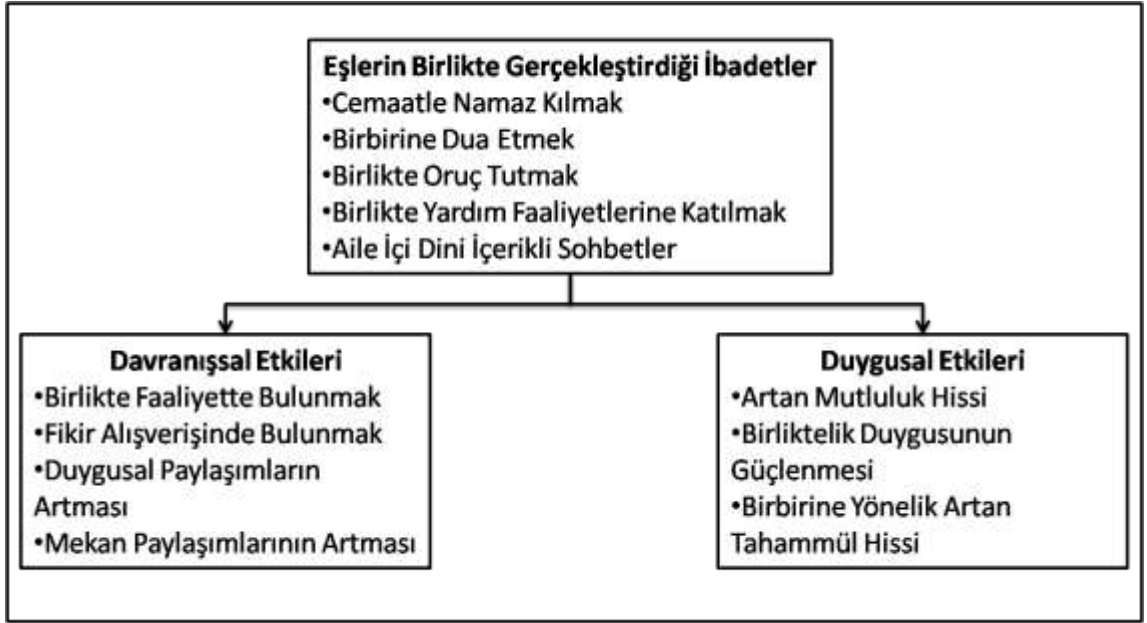 Eşlerin Birlikte Gerçekleştirdiği İbadetler
•Cemaatle Namaz Kılmak
•Birbirine Dua Etmek
•Birlikte Oruç Tutmak
•Birlikte Yardım Faaliyetlerine Katılmak
•Aile İçi Dini İçerikli Sohbetler
Davranışsal Etkileri
•Birlikte Faaliyette Bulunmak
•Fikir Alışverişinde Bulunmak
•Duygusal Paylaşımların
Artması
•Mekan Paylaşımlarının Artması
Duygusal Etkileri
•Artan Mutluluk Hissi
•Birliktelik Duygusunun
Güçlenmesi
•Birbirine Yönelik Artan
Tahammül Hissi